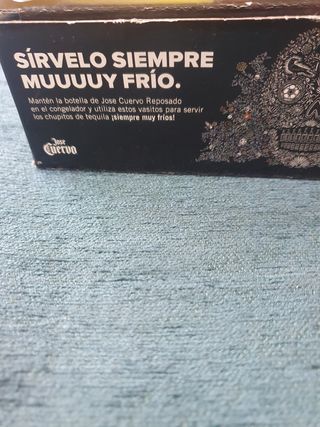 SÍRVELO SIEMPRE
MUUUUY FRÍO.
Mantén la botella de Jose Cuervo Reposado
en el congelador y utiliza estos vasitos para servir
los chupitos de tequila ¡siempre muy fríos!
Jose
Cuervo